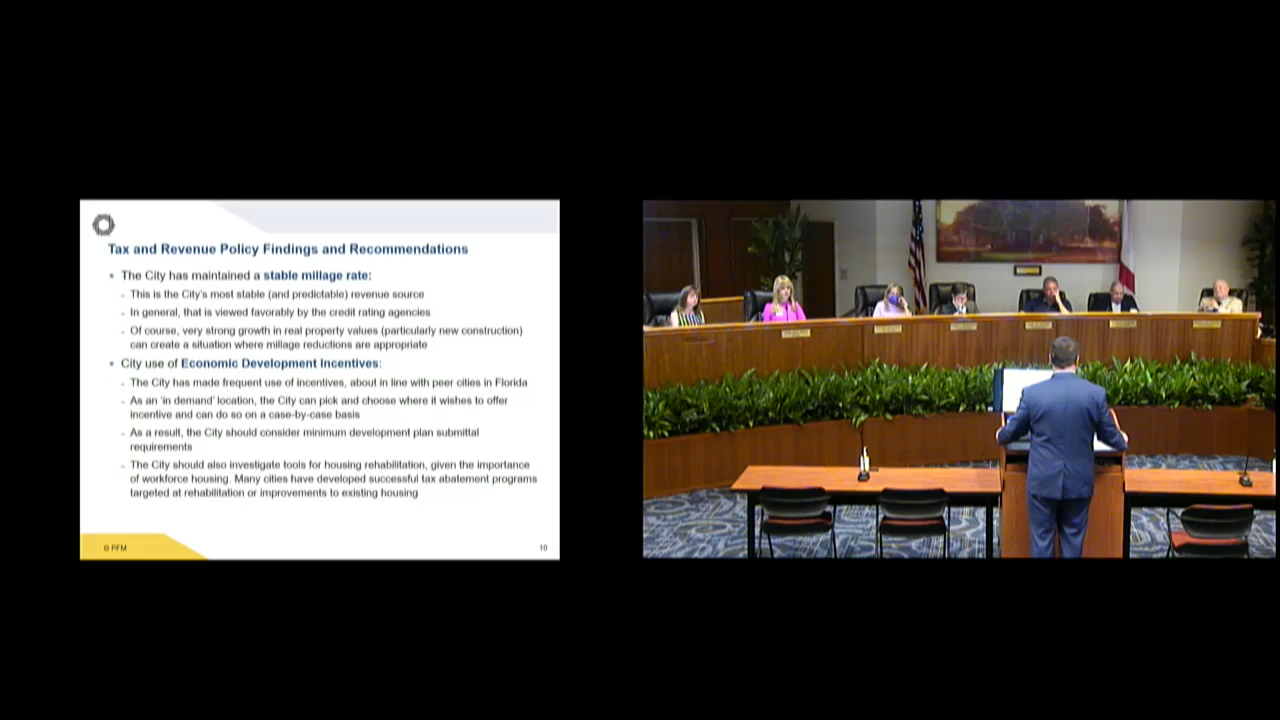 Tax and Revenue Policy Findings and Recommendations
• The City has maintained a stable millage rate:
- This is the City's most stable (and predictable) revenue source
- In general, that is viewed favorably by the credit rating agencies
- Of course, very strong growth in real property values (particularly new construction)
can create a situation where millage reductions are appropriate
• City use of Economic Development Incentives:
- The City has made frequent use of incentives, about in line with peer cities in Florida
- As an 'in demand' location, the City can pick and choose where it wishes to offer
incentive and can do so on a case-by-case basis
- As a result, the City should consider minimum development plan submittal
requirements
- The City should also investigate tools for housing rehabilitation, given the importance
of workforce housing. Many cities have developed successful tax abatement programs
targeted at rehabilitation or improvements to existing housing
© PFM
10